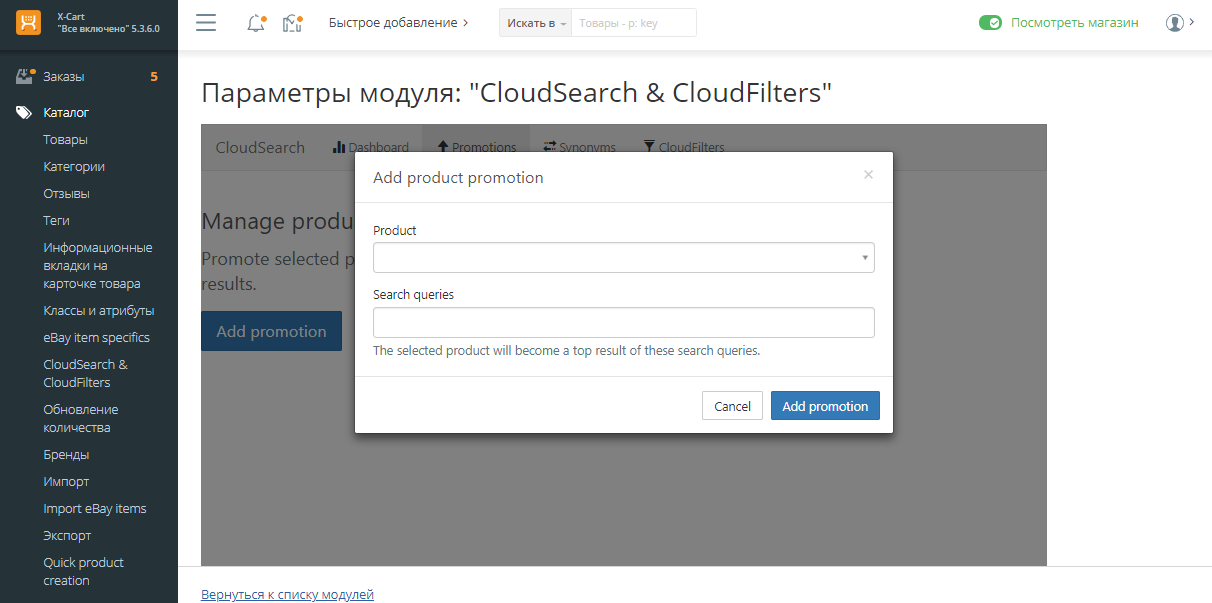 X-Cart
"Все включено" 5.3.6.0
Быстрое добавление
Искать в
Товары - p: key
Посмотреть магазин
Заказы 5
Каталог
Товары
Категории
Отзывы
Теги
Информационные
вкладки на
карточке товара
Классы и атрибуты
eBay item specifics
CloudSearch &
CloudFilters
Обновление
количества
Бренды
Импорт
Import eBay items
Экспорт
Quick product
creation
Параметры модуля: "CloudSearch & CloudFilters"
CloudSearch Dashboard Promotions Synonyms CloudFilters
Manage produ
Promote selected p
results.
Add promotion
Add product promotion
×
Product
Search queries
The selected product will become a top result of these search queries.
Cancel Add promotion
Вернуться к списку модулей